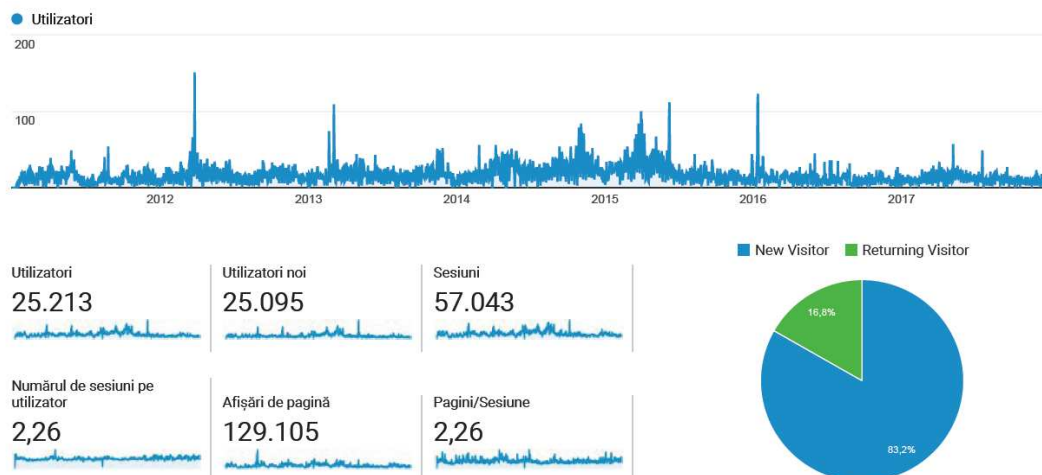 Utilizatori
200
100
2012 2013 2014 2015 2016 2017
New Visitor Returning Visitor
Utilizatori Utilizatori noi Sesiuni
25.213 25.095 57.043
16,8%
Numărul de sesiuni pe
utilizator Afișări de pagină Pagini/Sesiune
2,26 129.105 2,26
83,2%